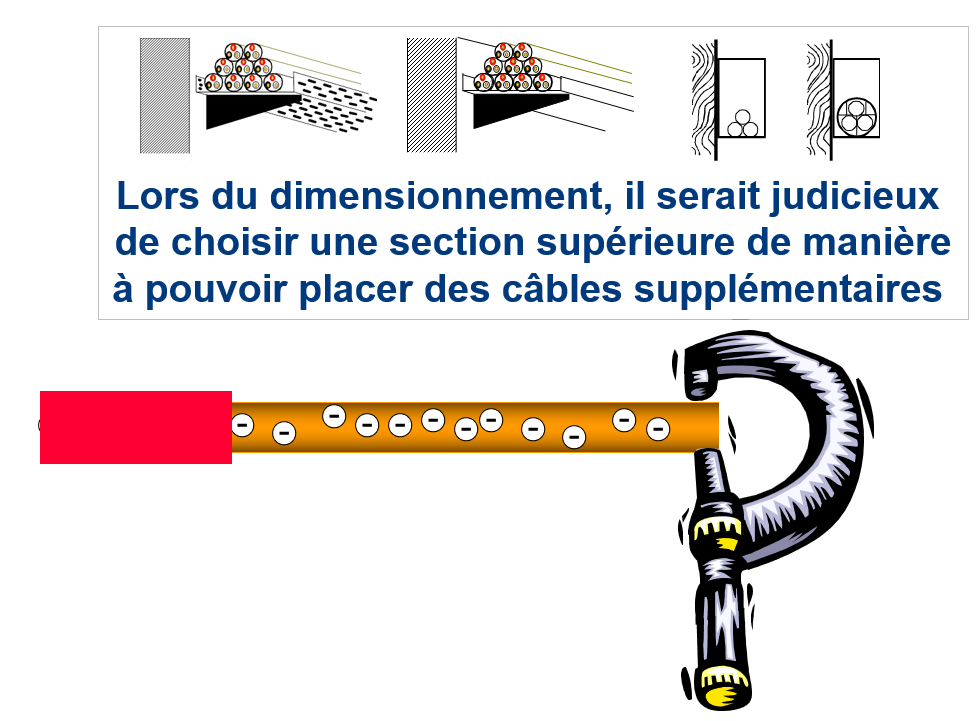 Lors du dimensionnement, il serait judicieux
de choisir une section supérieure de manière
à pouvoir placer des câbles supplémentaires